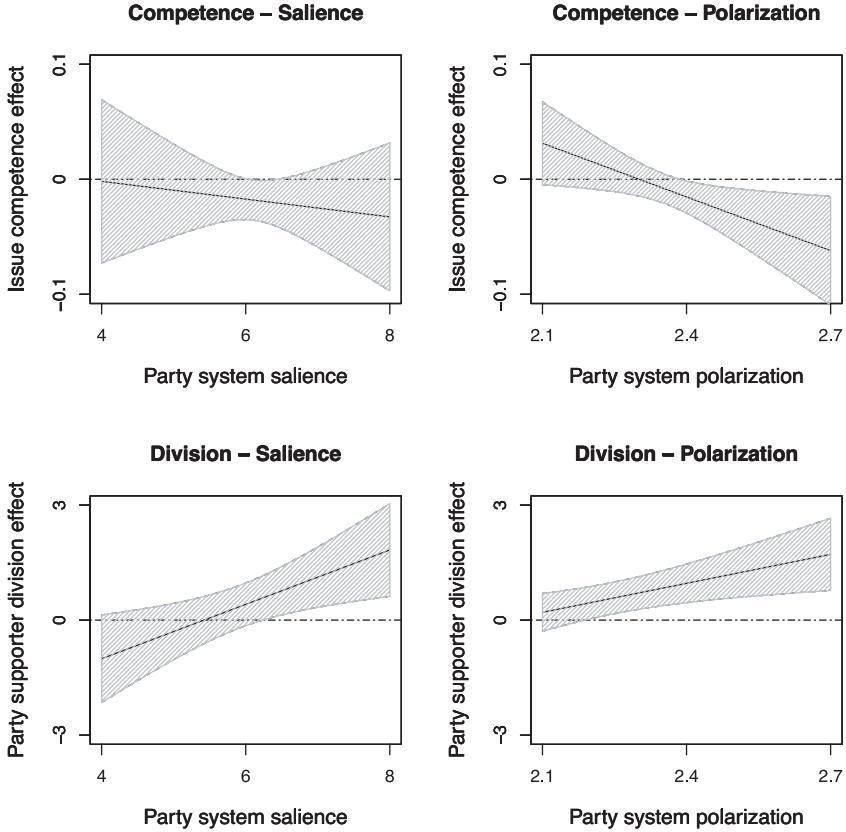 Competence – Salience
Issue competence effect
0.1
0
−0.1
4 6 8
Party system salience
Competence – Polarization
Issue competence effect
0.1
0
−0.1
2.1 2.4 2.7
Party system polarization
Division – Salience
Party supporter division effect
3
0
−3
4 6 8
Party system salience
Division – Polarization
Party supporter division effect
3
0
−3
2.1 2.4 2.7
Party system polarization